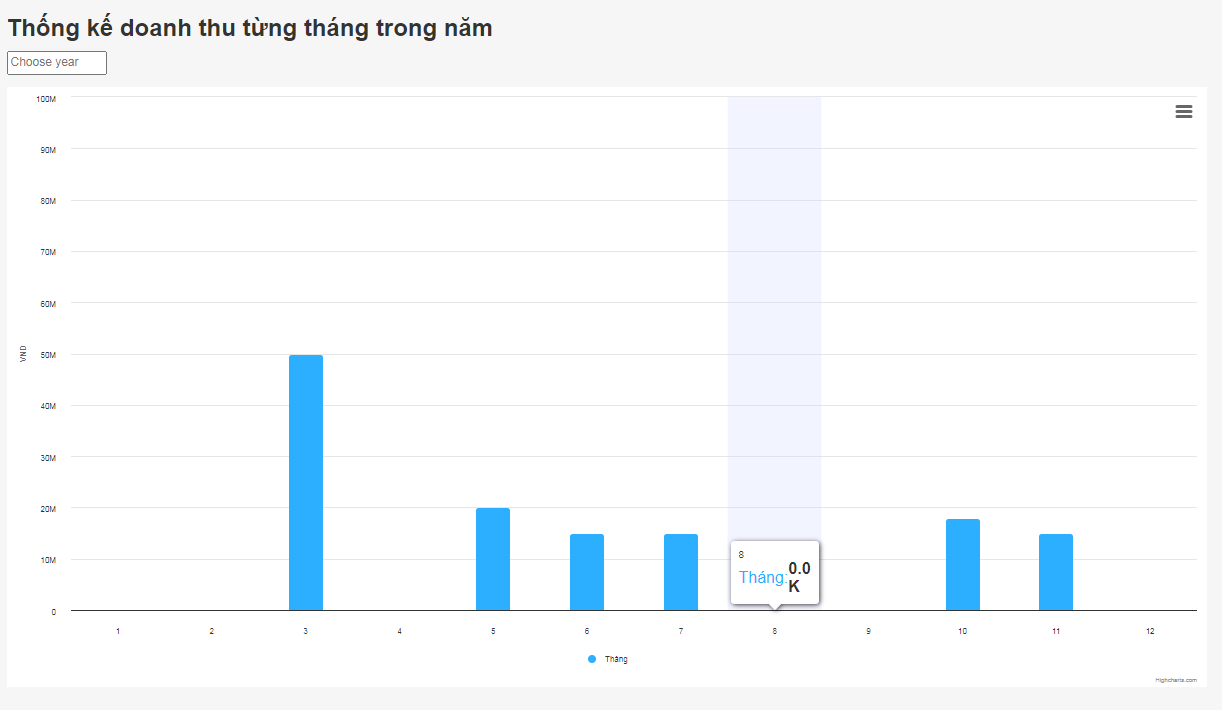 Thống kế doanh thu từng tháng trong năm
Choose year
100M
90M
80M
70M
60M
50M
40M
30M
20M
10M
0
VND
8
Tháng: 0.0
K
1 2 3 4 5 6 7 8 9 10 11 12
Tháng
Highcharts.com